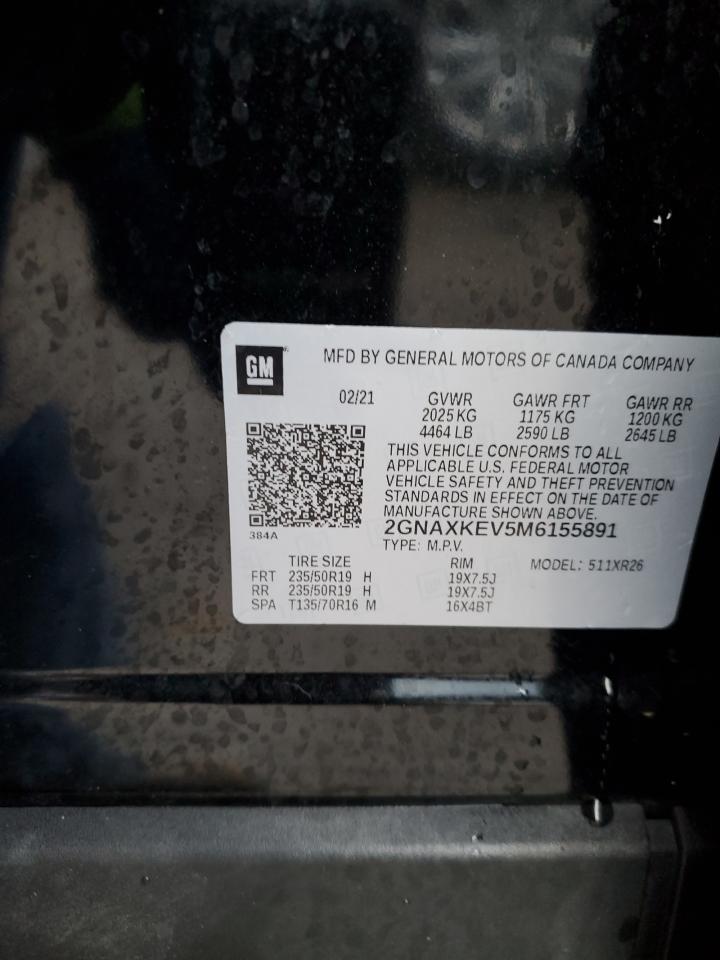 GM
MFD BY GENERAL MOTORS OF CANADA COMPANY
02/21 GVWR GAWR FRT GAWR RR
2025 KG 1175 KG 1200 KG
4464 LB 2590 LB 2645 LB
THIS VEHICLE CONFORMS TO ALL
APPLICABLE U.S. FEDERAL MOTOR
VEHICLE SAFETY AND THEFT PREVENTION
STANDARDS IN EFFECT ON THE DATE OF
MANUFACTURE SHOWN ABOVE.
2GNAXKEV5M6155891
384A
TYPE: M.P.V.
TIRE SIZE RIM MODEL: 511XR26
FRT 235/50R19 H 19X7.5J
RR 235/50R19 H 19X7.5J
SPA T135/70R16 M 16X4BT